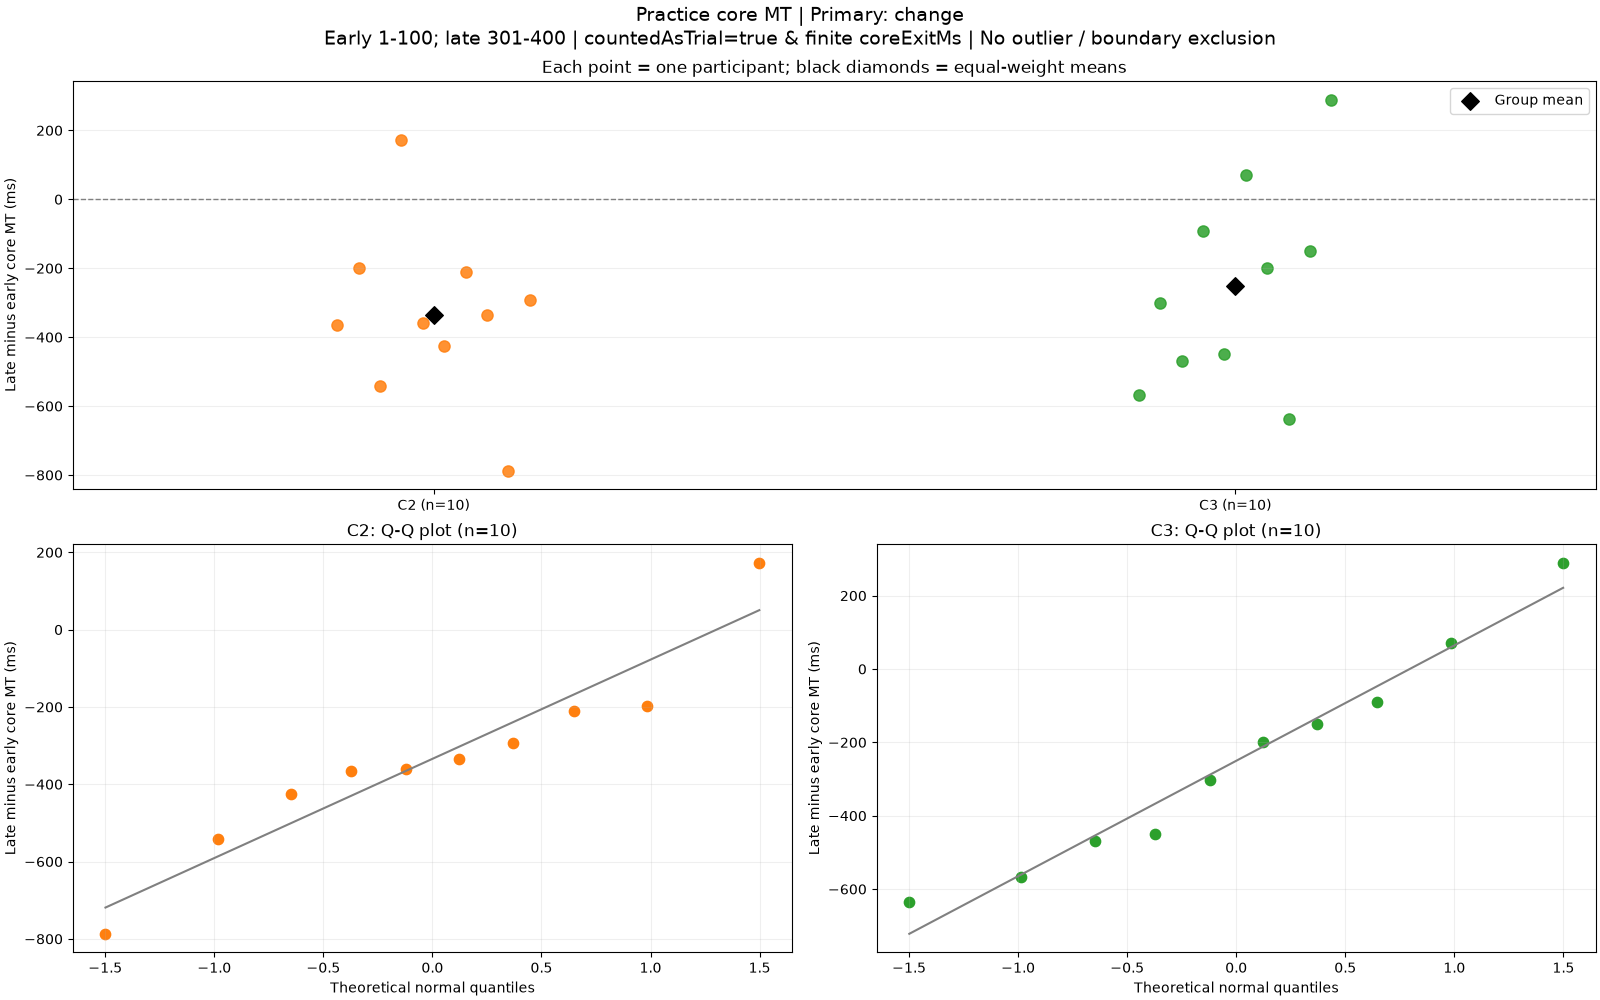 Practice core MT | Primary: change
Early 1-100; late 301-400 | countedAsTrial=true & finite coreExitMs | No outlier / boundary exclusion
Each point = one participant; black diamonds = equal-weight means
Late minus early core MT (ms)
200
0
−200
−400
−600
−800
Group mean
C2 (n=10)
C3 (n=10)
C2: Q-Q plot (n=10)
Late minus early core MT (ms)
200
0
−200
−400
−600
−800
−1.5
−1.0
−0.5
0.0
0.5
1.0
1.5
Theoretical normal quantiles
C3: Q-Q plot (n=10)
Late minus early core MT (ms)
200
0
−200
−400
−600
−1.5
−1.0
−0.5
0.0
0.5
1.0
1.5
Theoretical normal quantiles